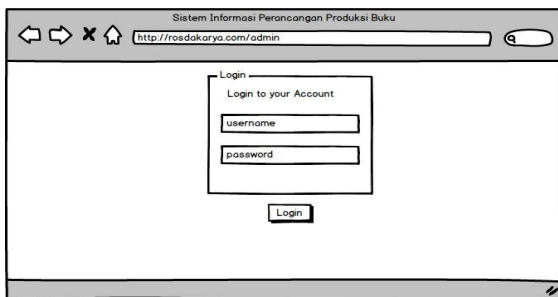 Sistem Informasi Perancangan Produksi Buku
http://rosdakarya.com/admin
Login
Login to your Account
username
password
Login